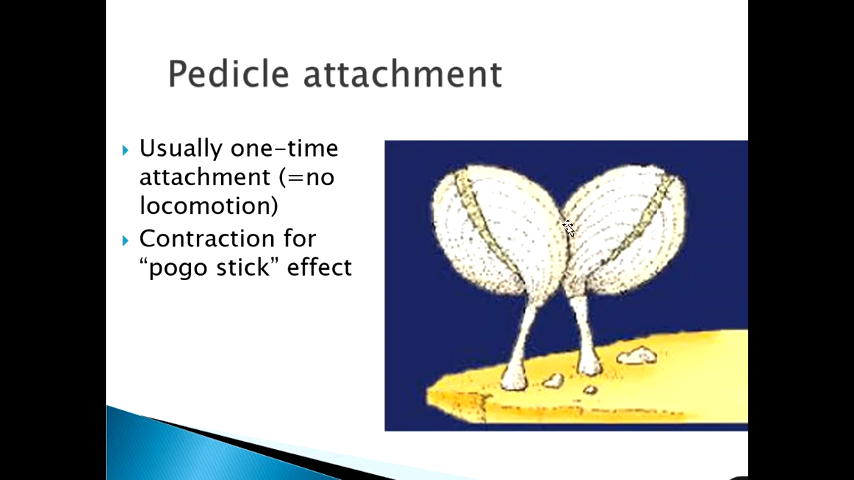 Pedicle attachment
Usually one-time
attachment (=no
locomotion)
Contraction for
“pogo stick” effect